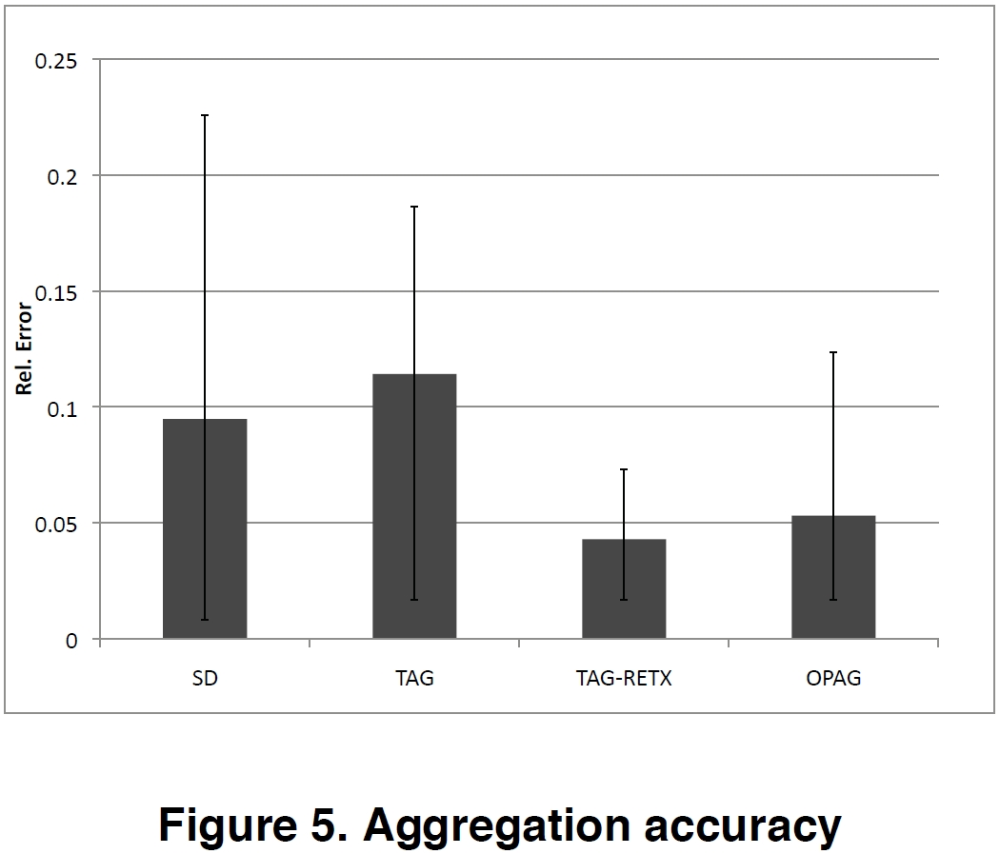 0.25
0.2
0.15
0.1
0.05
0
Rel. Error
SD TAG TAG-RETX OPAG
Figure 5. Aggregation accuracy